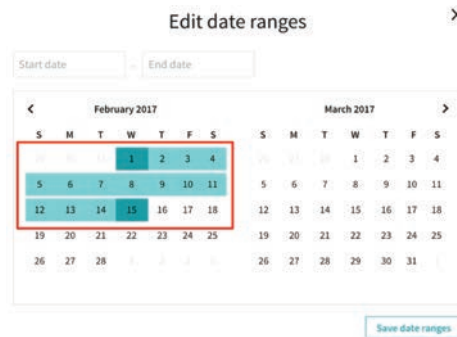 Edit date ranges
Start date – End date
February 2017
S M T W T F S
1 2 3 4
5 6 7 8 9 10 11
12 13 14 15 16 17 18
19 20 21 22 23 24 25
26 27 28
March 2017
S M T W T F S
1 2 3 4
5 6 7 8 9 10 11
12 13 14 15 16 17 18
19 20 21 22 23 24 25
26 27 28 29 30 31
Save date ranges